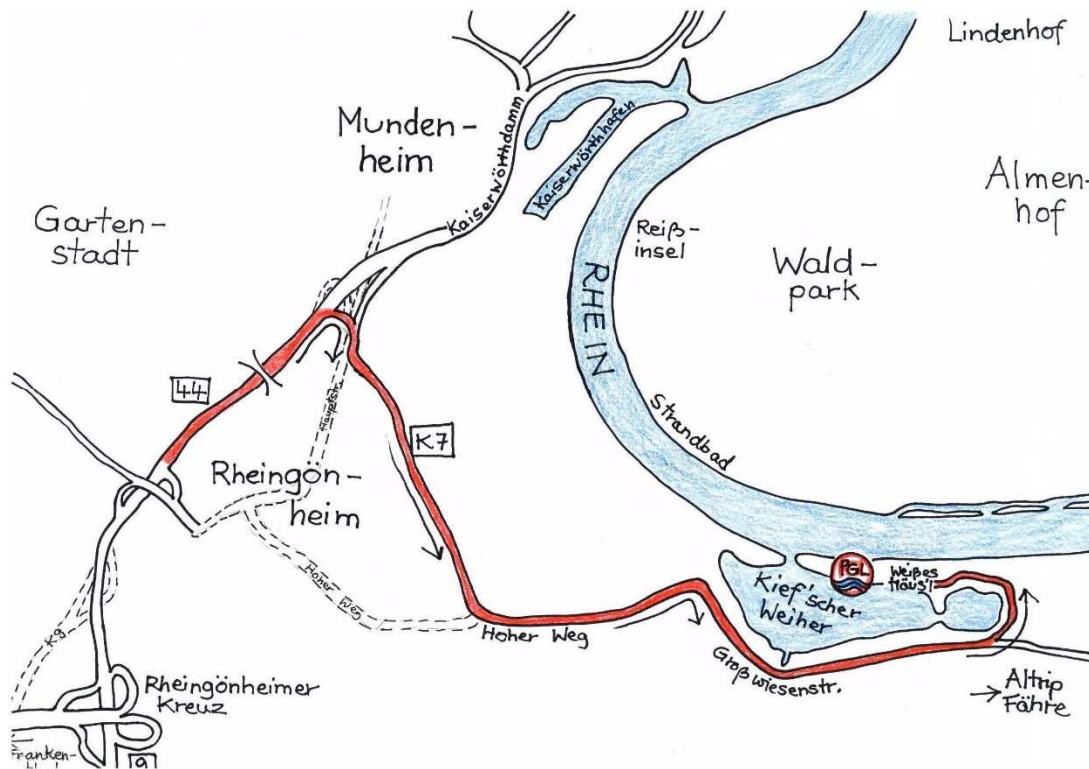 Lindenhof
Munden-
heim
Kaiserwörthdamm
Kaiserwörthhafen
Almen-
hof
Garten-
stadt
Reiß-
insel
Wald-
park
RHEIN
44
Hauptstr.
K7
Strandbad
Rheingön-
heim
PGL
Weißes
Häus'l
Kief'scher
Weiher
Hoher Weg
Hoher Weg
K9
Großwiesenstr.
Rheingönheimer
Kreuz
Altrip
Fähre
Franken-
9